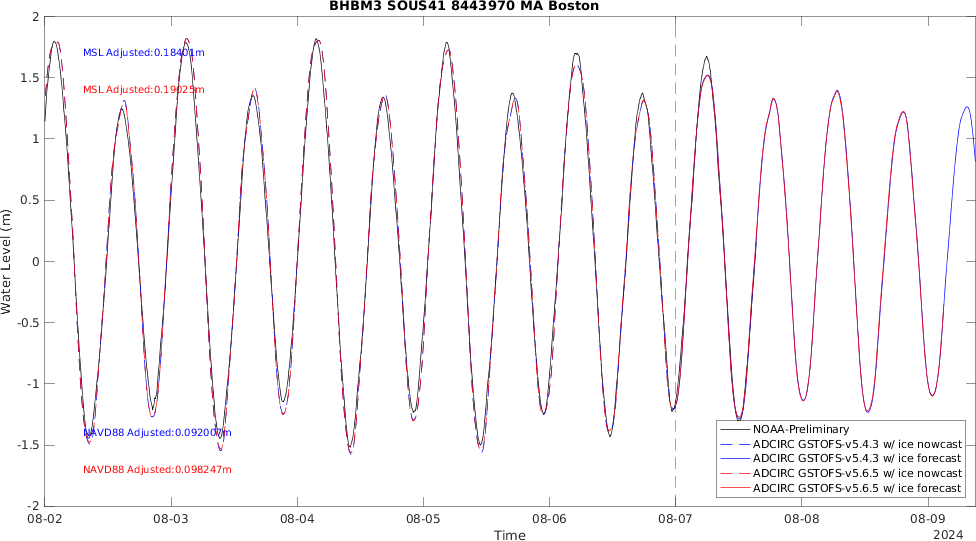 BHBM3 SOUS41 8443970 MA Boston
Water Level (m)
2
1.5
1
0.5
0
-0.5
-1
-1.5
-2
MSL Adjusted:0.18401m
MSL Adjusted:0.19025m
NAVD88 Adjusted:0.092007m
NAVD88 Adjusted:0.098247m
NOAA-Preliminary
ADCIRC GSTOFS-v5.4.3 w/ ice nowcast
ADCIRC GSTOFS-v5.4.3 w/ ice forecast
ADCIRC GSTOFS-v5.6.5 w/ ice nowcast
ADCIRC GSTOFS-v5.6.5 w/ ice forecast
08-02 08-03 08-04 08-05 08-06 08-07 08-08 08-09
Time
2024